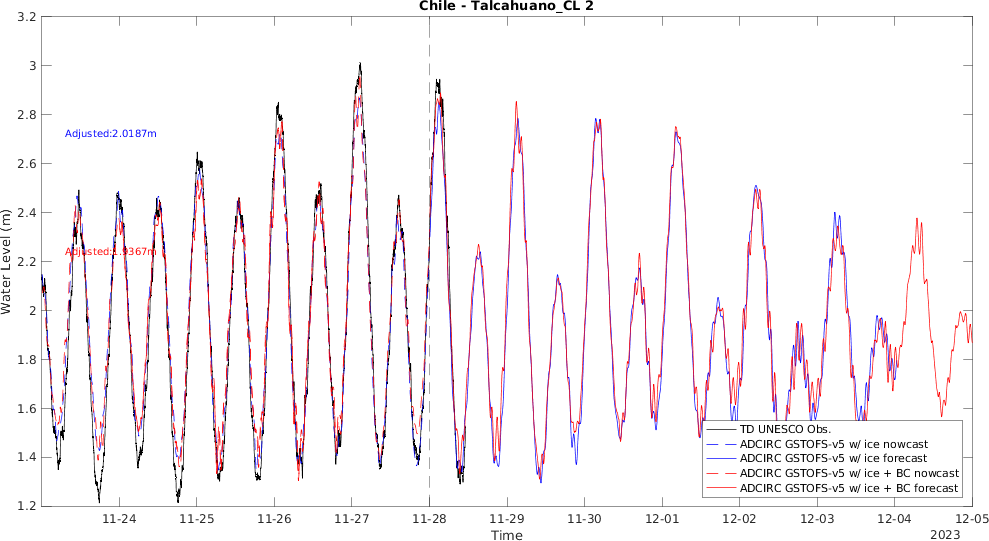 Chile - Talcahuano_CL 2
3.2
3
2.8
2.6
2.4
2.2
2
1.8
1.6
1.4
1.2
Water Level (m)
Adjusted:2.0187m
Adjusted:1.9367m
TD UNESCO Obs.
ADCIRC GSTOFS-v5 w/ ice nowcast
ADCIRC GSTOFS-v5 w/ ice forecast
ADCIRC GSTOFS-v5 w/ ice + BC nowcast
ADCIRC GSTOFS-v5 w/ ice + BC forecast
11-24 11-25 11-26 11-27 11-28 11-29 11-30 12-01 12-02 12-03 12-04 12-05
Time
2023